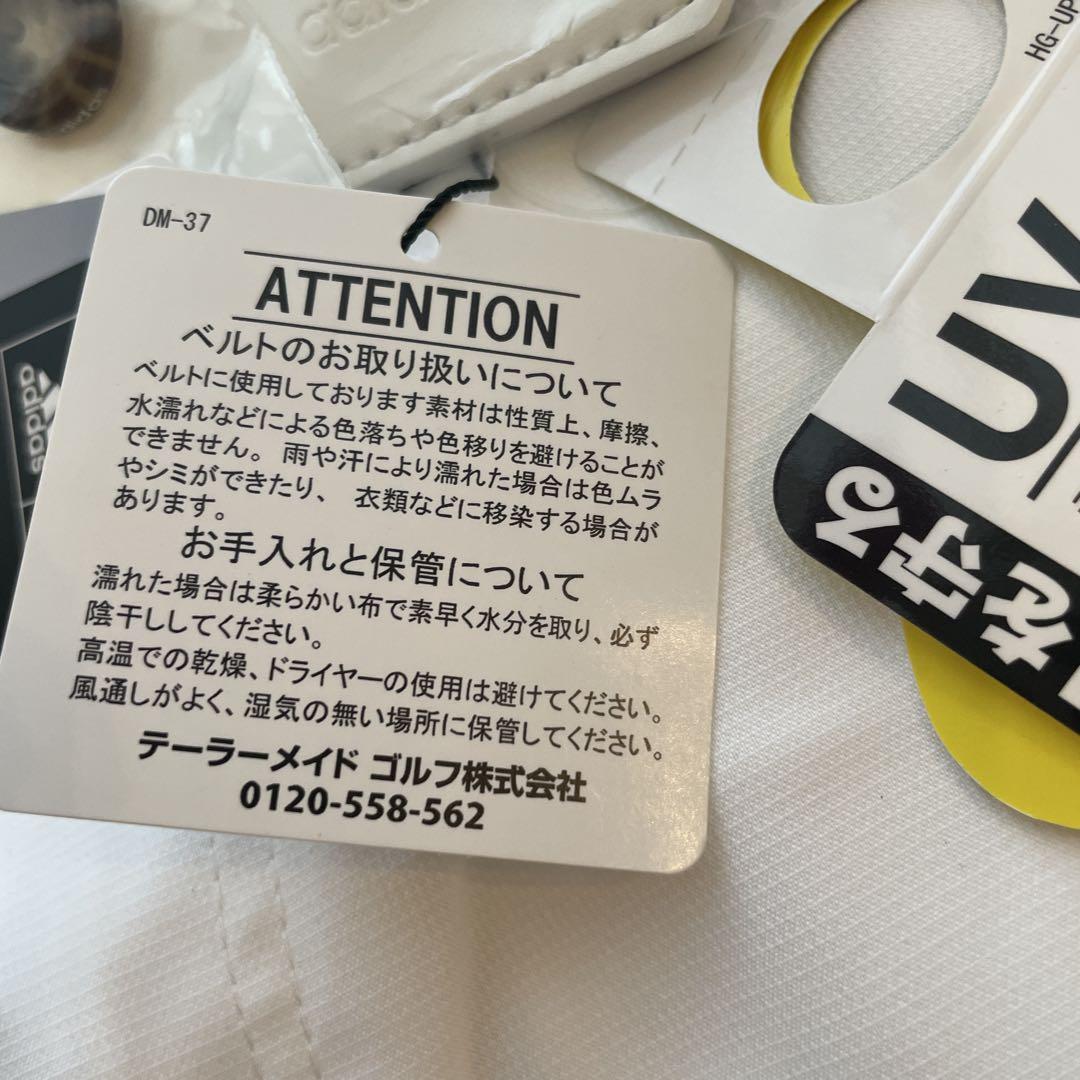 DM-37
ATTENTION
ベルトのお取り扱いについて
ベルトに使用しております素材は性質上、摩擦、
水濡れなどによる色落ちや色移りを避けることが
できません。雨や汗により濡れた場合は色ムラ
やシミができたり、 衣類などに移染する場合が
あります。
お手入れと保管について
濡れた場合は柔らかい布で素早く水分を取り、必ず
陰干ししてください。
高温での乾燥、ドライヤーの使用は避けてください。
風通しがよく、湿気の無い場所に保管してください。
テーラーメイド ゴルフ株式会社
0120-558-562
adidas
adidas
HG-UP
UV
を守る